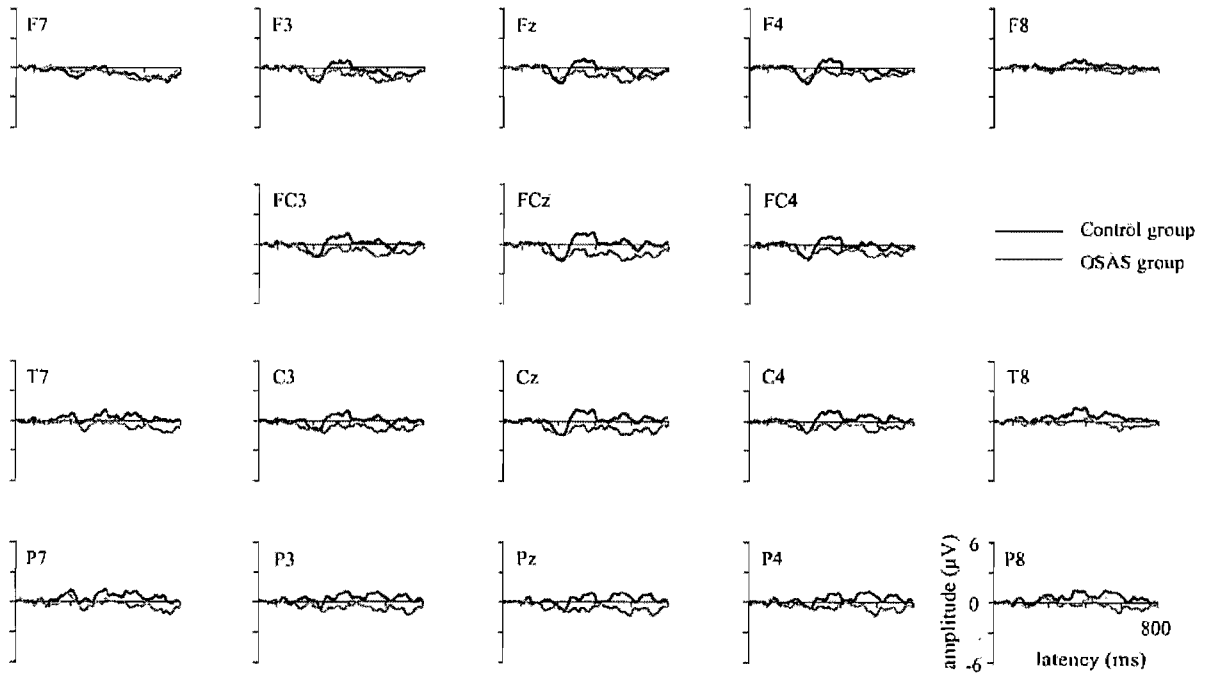 F7 F3 Fz F4 F8
FC3 FCz FC4
Control group
OSAS group
T7 C3 Cz C4 T8
P7 P3 Pz P4 P8
amplitude (μV)
6
0
-6
800
latency (ms)